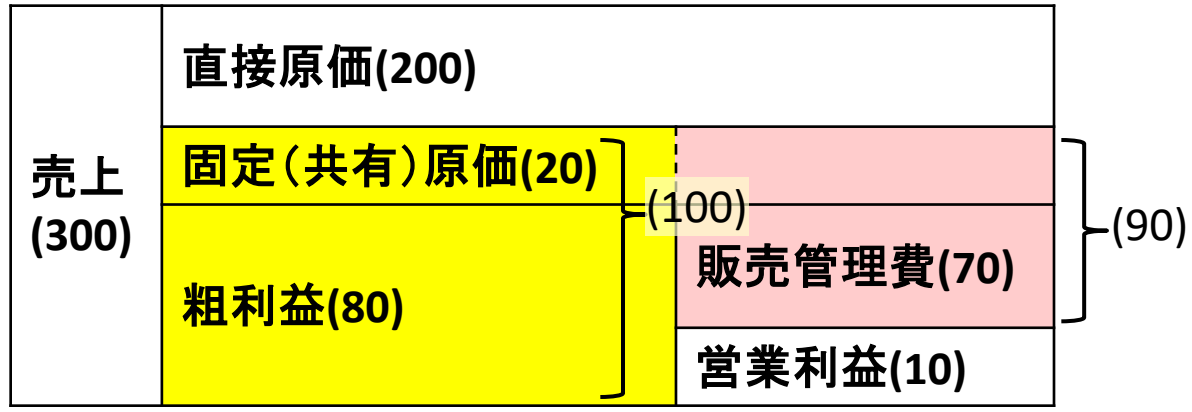 直接原価(200)
売上
(300)
固定(共有)原価(20)
(100)
(90)
粗利益(80)
販売管理費(70)
営業利益(10)